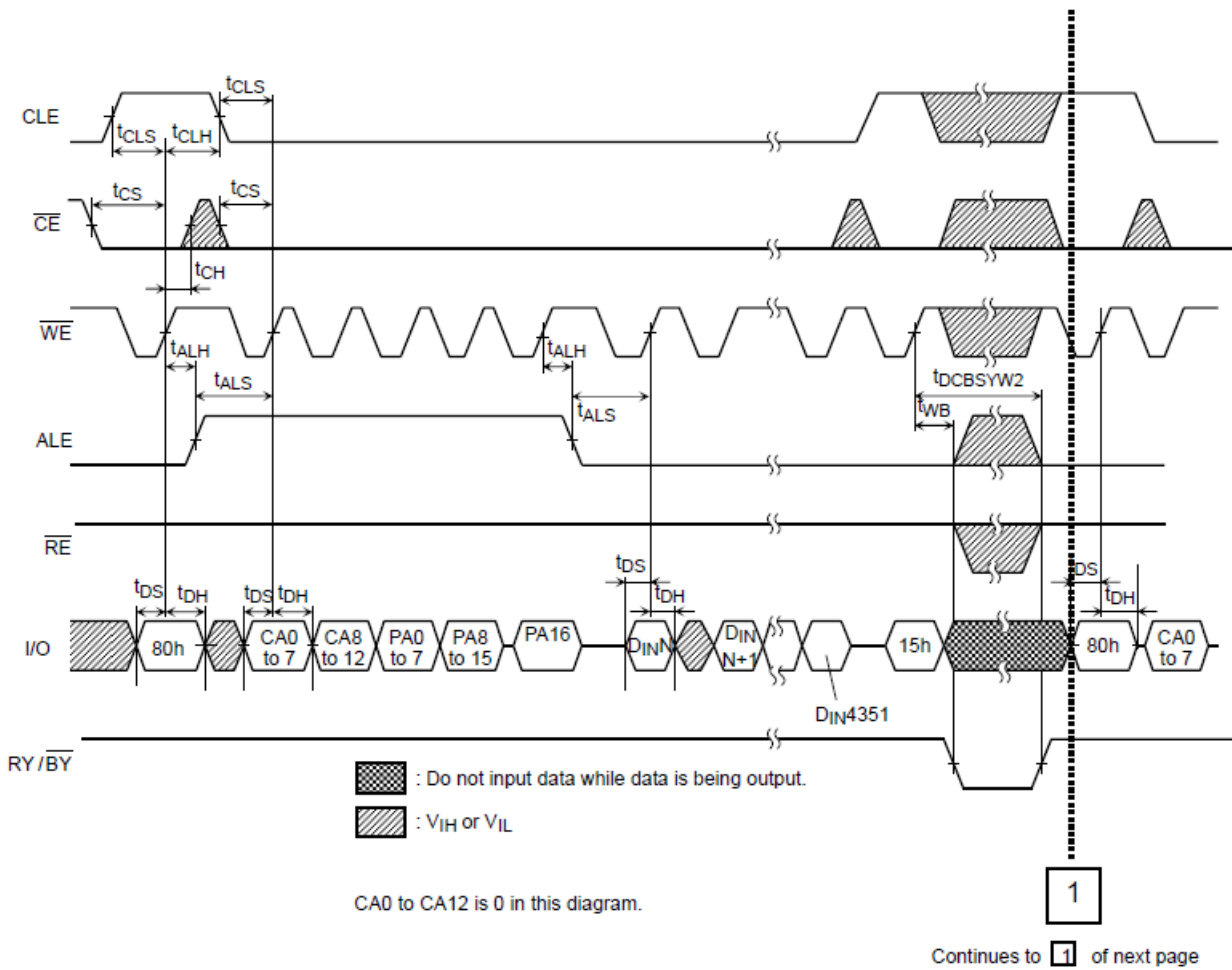 tCLS
CLE
tCLS tCLH
tCS tCS
CE
tCH
WE
tALH tALH
tALS tDCBSYW2
tALS tWB
ALE
RE
tDS tDH tDS tDH tDS tDH DS tDH
I/O 80h CA0 to 7 CA8 to 12 PA0 to 7 PA8 to 15 PA16 DINN DIN N+1 15h 80h CA0 to 7
DIN4351
RY/BY
: Do not input data while data is being output.
: VIH or VIL
CA0 to CA12 is 0 in this diagram.
1
Continues to 1 of next page